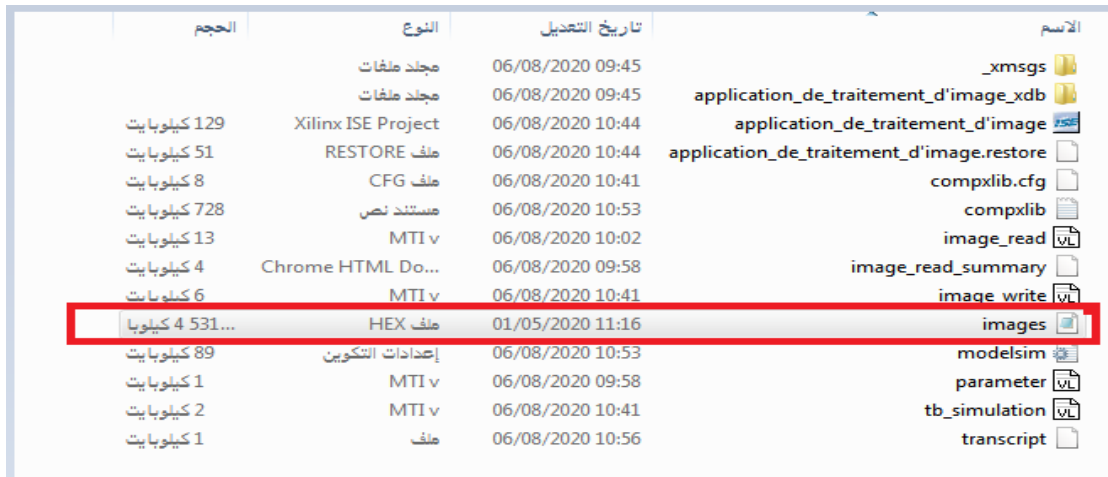 الاسم تاريخ التعديل النوع الحجم
_xmsgs 06/08/2020 09:45 مجلد ملفات
application_de_traitement_d'image_xdb 06/08/2020 09:45 مجلد ملفات
application_de_traitement_d'image 06/08/2020 10:44 Xilinx ISE Project 129 كيلوبايت
application_de_traitement_d'image.restore 06/08/2020 10:44 ملف RESTORE 51 كيلوبايت
compxlib.cfg 06/08/2020 10:41 ملف CFG 8 كيلوبايت
compxlib 06/08/2020 10:53 مستند نص 728 كيلوبايت
image_read 06/08/2020 10:02 MTI v 13 كيلوبايت
image_read_summary 06/08/2020 09:58 Chrome HTML Do... 4 كيلوبايت
image_write 06/08/2020 10:41 MTI v 6 كيلوبايت
images 01/05/2020 11:16 ملف HEX 4 531 كيلوبا...
modelsim 06/08/2020 10:53 إعدادات التكوين 89 كيلوبايت
parameter 06/08/2020 09:58 MTI v 1 كيلوبايت
tb_simulation 06/08/2020 10:41 MTI v 2 كيلوبايت
transcript 06/08/2020 10:56 ملف 1 كيلوبايت